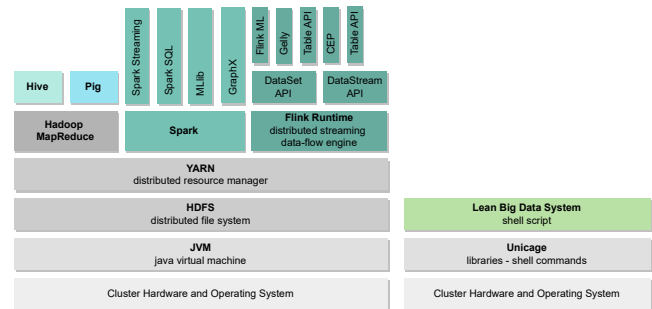 Spark Streaming
Spark SQL
MLlib
GraphX
Flink ML
Gelly
Table API
CEP
Table API
Hive
Pig
DataSet
API
DataStream
API
Hadoop
MapReduce
Spark
Flink Runtime
distributed streaming
data-flow engine
YARN
distributed resource manager
HDFS
distributed file system
Lean Big Data System
shell script
JVM
java virtual machine
Unicage
libraries - shell commands
Cluster Hardware and Operating System
Cluster Hardware and Operating System